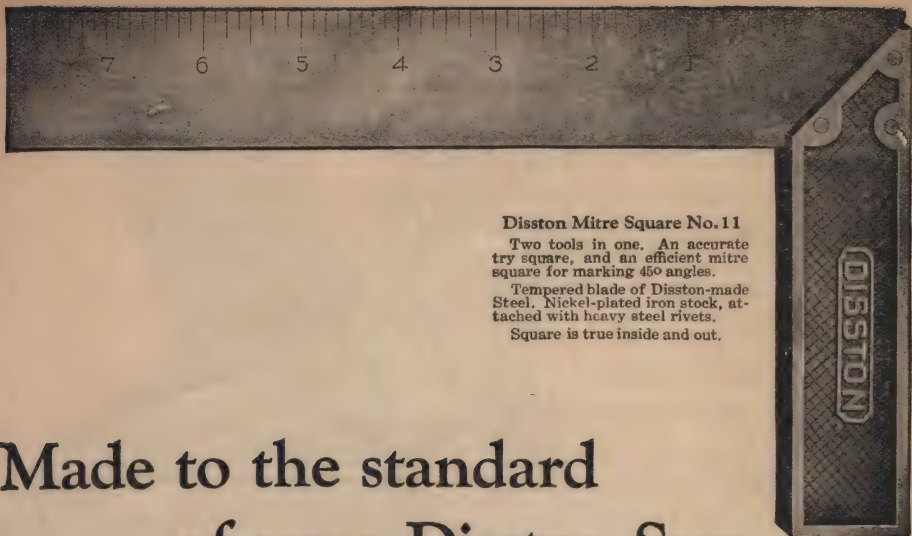 7 6 5 4 3 2 1
Disston Mitre Square No. 11
Two tools in one. An accurate
try square, and an efficient mitre
square for marking 45o angles.
Tempered blade of Disston-made
Steel. Nickel-plated iron stock, at-
tached with heavy steel rivets.
Square is true inside and out.
DISSTON
Made to the standard